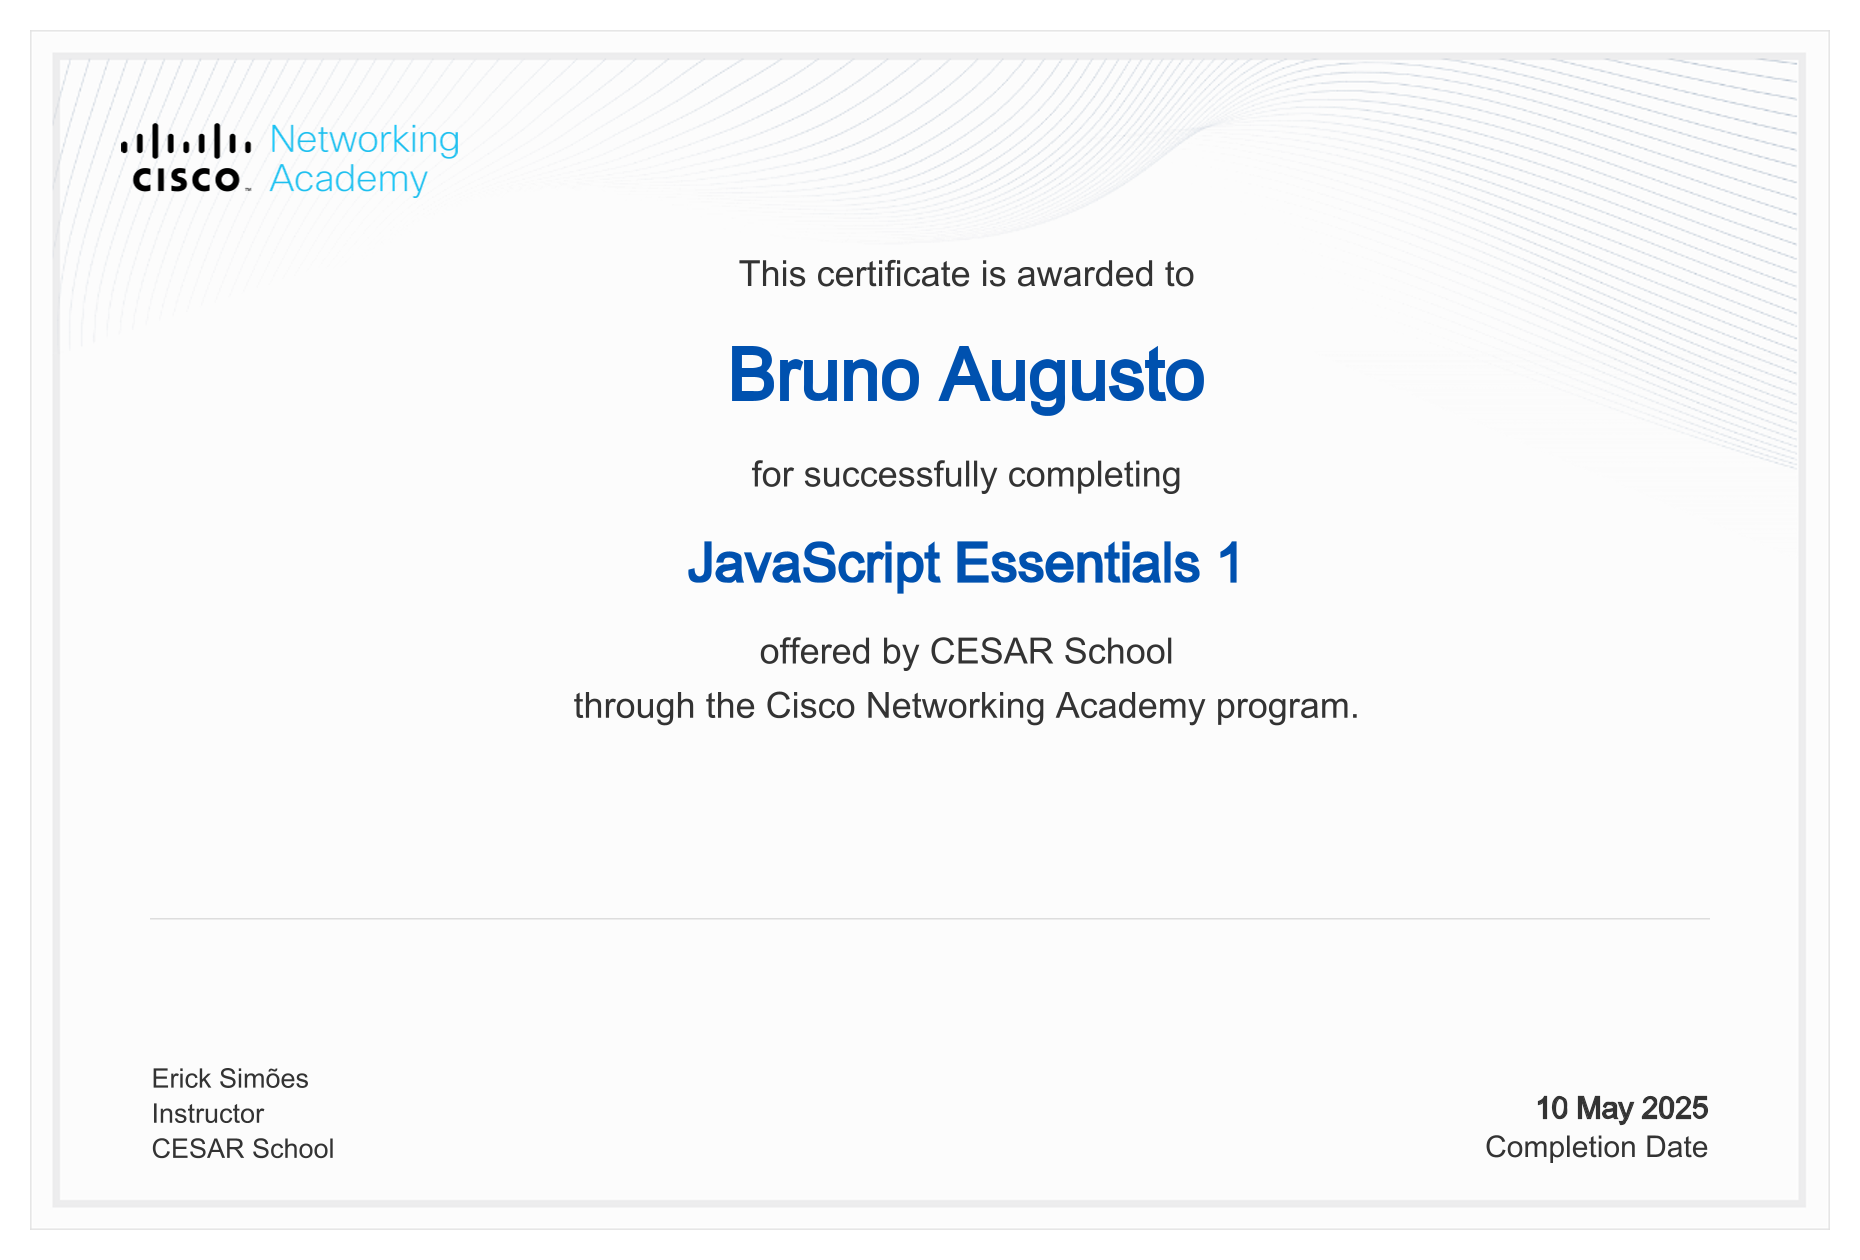 Networking
CISCO™ Academy
This certificate is awarded to
Bruno Augusto
for successfully completing
JavaScript Essentials 1
offered by CESAR School
through the Cisco Networking Academy program.
Erick Simões
Instructor
CESAR School
10 May 2025
Completion Date